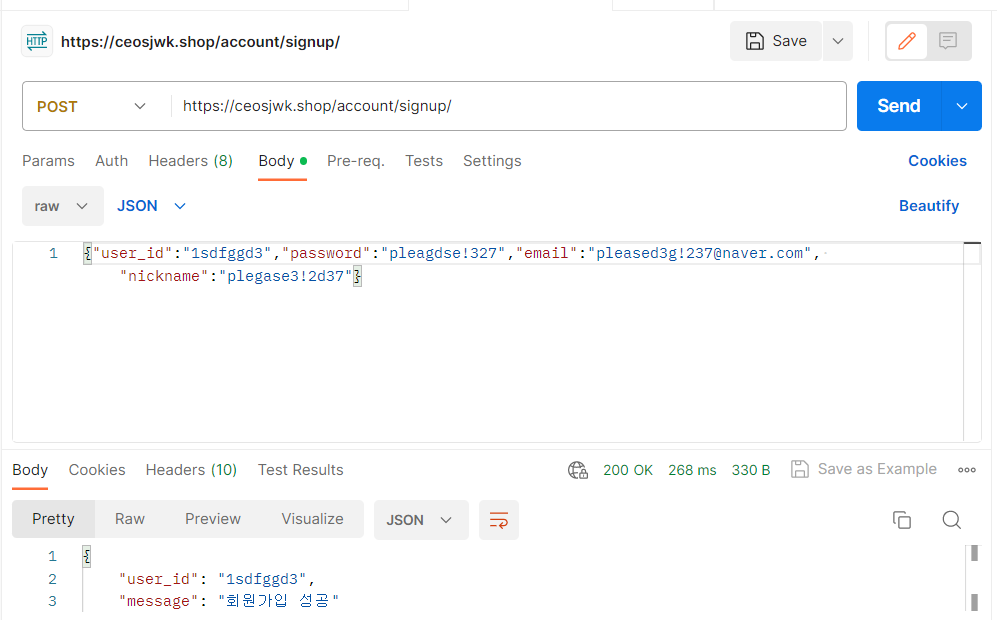 HTTP https://ceosjwk.shop/account/signup/ Save
POST https://ceosjwk.shop/account/signup/ Send
Params Auth Headers (8) Body Pre-req. Tests Settings Cookies
raw JSON Beautify
1 {"user_id":"1sdfggd3","password":"pleagdse!327","email":"pleased3g!237@naver.com",
"nickname":"plegase3!2d37"}
Body Cookies Headers (10) Test Results 200 OK 268 ms 330 B Save as Example
Pretty Raw Preview Visualize JSON
1 {
2 "user_id": "1sdfggd3",
3 "message": "회원가입 성공"